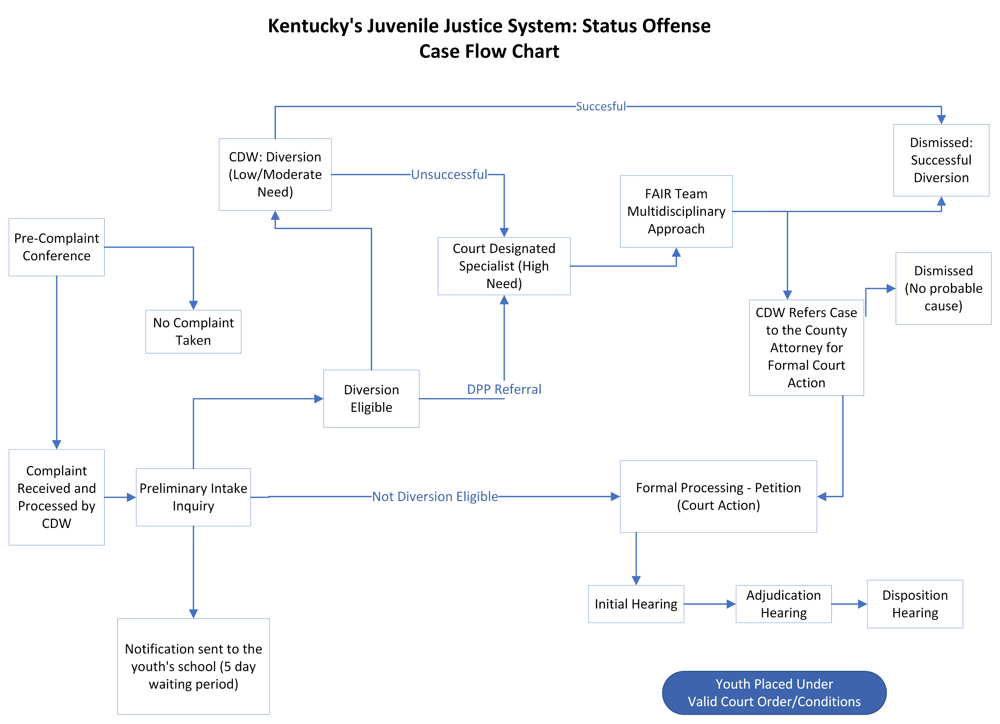 Kentucky's Juvenile Justice System: Status Offense
Case Flow Chart
Succesful
Dismissed:
Successful
Diversion
CDW: Diversion
(Low/Moderate
Need)
Unsuccessful
FAIR Team
Multidisciplinary
Approach
Pre-Complaint
Conference
Court Designated
Specialist (High
Need)
Dismissed
(No probable
cause)
No Complaint
Taken
CDW Refers Case
to the County
Attorney for
Formal Court
Action
Diversion
Eligible
DPP Referral
Complaint
Received and
Processed by
CDW
Preliminary Intake
Inquiry
Not Diversion Eligible
Formal Processing - Petition
(Court Action)
Initial Hearing
Adjudication
Hearing
Disposition
Hearing
Notification sent to the
youth's school (5 day
waiting period)
Youth Placed Under
Valid Court Order/Conditions